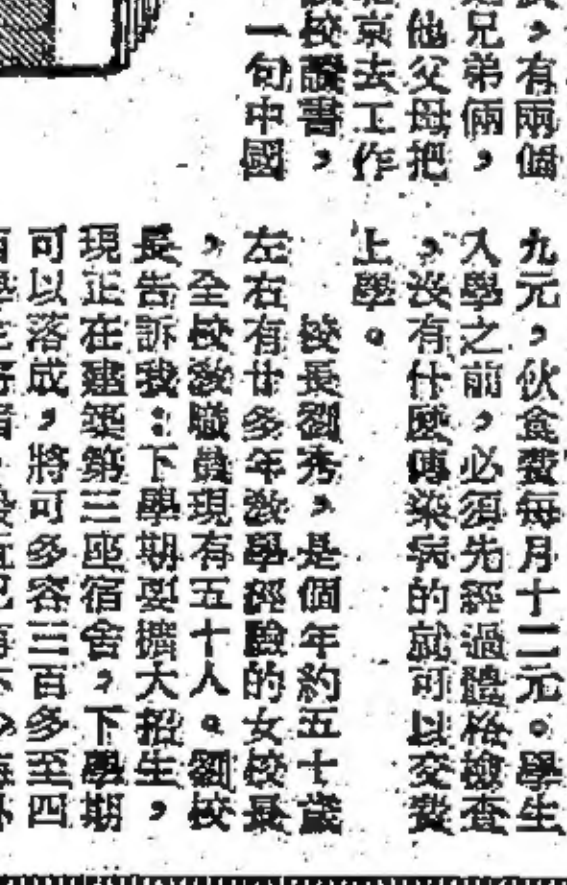 ，有兩個
兄弟俩，
他父母把
京去工作
校讀書，
一句中國
九元，伙食費每月十二元。學生
入學之前，必須先經過體格檢查
，沒有什麼傳染病的就可以交費
上學。
校長劉秀，是個年約五十歲
左右有廿多年教學經驗的女校長
，全校教職員現有五十人。劉校
長告訴我：下學期要擴大招生，
現正在建築第三座宿舍，下學期
可以落成，將可多容三百多至四